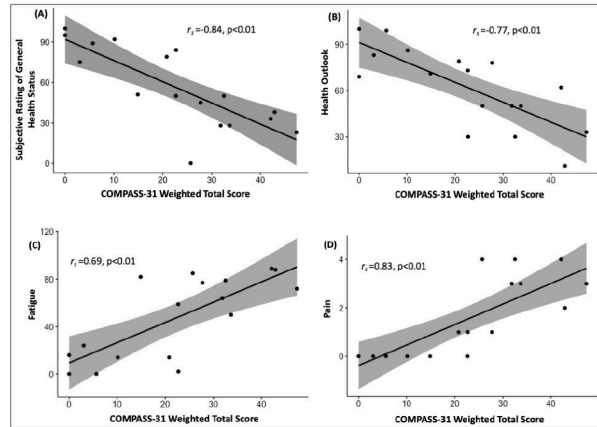 (A)
r_s =-0.84, p<0.01
Subjective Rating of General
Health Status
90
60
30
0
0
10
20
30
40
COMPASS-31 Weighted Total Score
(B)
r_s =-0.77, p<0.01
Health Outlook
90
60
30
0
10
20
30
40
COMPASS-31 Weighted Total Score
(C)
r_s =0.69, p<0.01
Fatigue
120
80
40
0
0
10
20
30
40
COMPASS-31 Weighted Total Score
(D)
r_s =0.83, p<0.01
Pain
4
2
0
0
10
20
30
40
COMPASS-31 Weighted Total Score